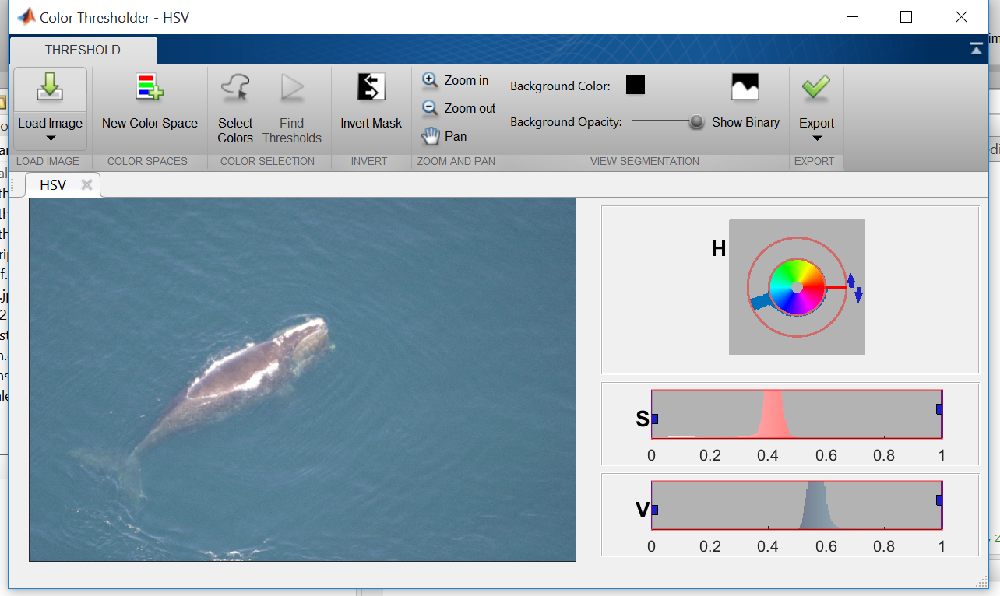 Color Thresholder - HSV
THRESHOLD
Load Image
New Color Space
Select
Colors
Find
Thresholds
Invert Mask
Zoom in
Zoom out
Pan
Background Color:
Background Opacity:
Show Binary
Export
LOAD IMAGE
COLOR SPACES
COLOR SELECTION
INVERT
ZOOM AND PAN
VIEW SEGMENTATION
EXPORT
HSV
H
S
0 0.2 0.4 0.6 0.8 1
V
0 0.2 0.4 0.6 0.8 1